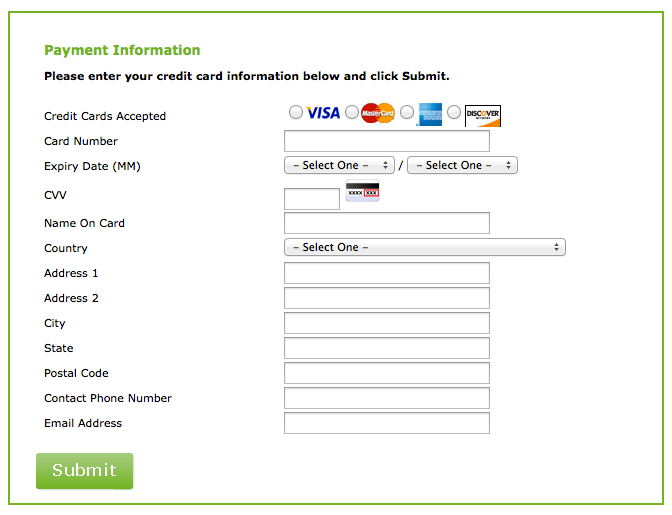 Payment Information
Please enter your credit card information below and click Submit.
Credit Cards Accepted VISA MasterCard DISCOVER
Card Number
Expiry Date (MM) – Select One – / – Select One –
CVV XXXX XXX
Name On Card
Country – Select One –
Address 1
Address 2
City
State
Postal Code
Contact Phone Number
Email Address
Submit